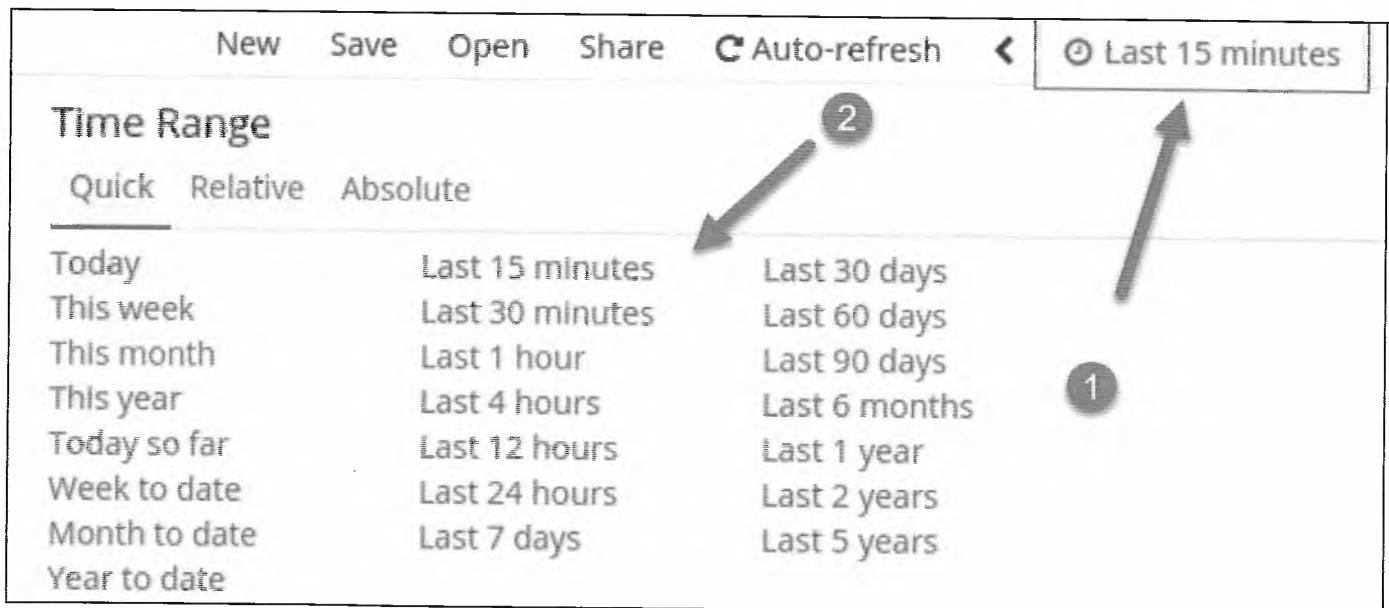 New Save Open Share Auto-refresh Last 15 minutes
Time Range
2
Quick Relative Absolute
Today Last 15 minutes Last 30 days
This week Last 30 minutes Last 60 days
This month Last 1 hour Last 90 days
1
This year Last 4 hours Last 6 months
Today so far Last 12 hours Last 1 year
Week to date Last 24 hours Last 2 years
Month to date Last 7 days Last 5 years
Year to date